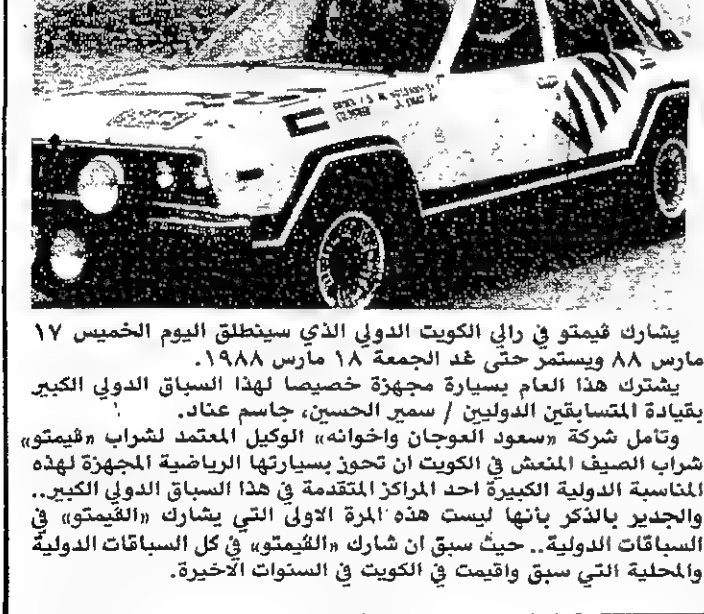 VIM
يشارك ڤيمتو في رالي الكويت الدولي الذي سينطلق اليوم الخميس ١٧
مارس ٨٨ ويستمر حتى غد الجمعة ١٨ مارس ١٩٨٨.
يشترك هذا العام بسيارة مجهزة خصيصا لهذا السباق الدولي الكبير
بقيادة المتسابقين الدوليين / سمير الحسين، جاسم عناد.
وتأمل شركة «سعود العوجان واخوانه» الوكيل المعتمد لشراب «ڤيمتو»
شراب الصيف المنعش في الكويت ان تحوز بسيارتها الرياضية المجهزة لهذه
المناسبة الدولية الكبيرة احد المراكز المتقدمة في هذا السباق الدولي الكبير..
والجدير بالذكر بأنها ليست هذه المرة الاولى التي يشارك «الڤيمتو» في
السباقات الدولية.. حيث سبق ان شارك «الڤيمتو» في كل السباقات الدولية
والمحلية التي سبق واقيمت في الكويت في السنوات الاخيرة.